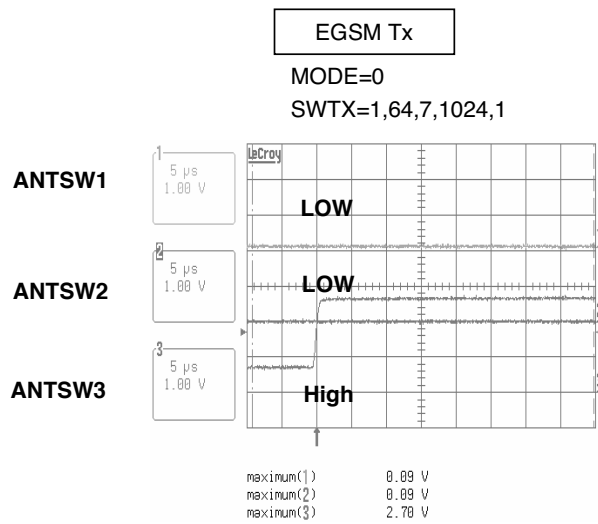 EGSM Tx
MODE=0
SWTX=1,64,7,1024,1
ANTSW1
1
5 µs
1.00 V
LeCroy
LOW
ANTSW2
2
5 µs
1.00 V
LOW
ANTSW3
3
5 µs
1.00 V
High
maximum(1) 0.09 V
maximum(2) 0.09 V
maximum(3) 2.70 V